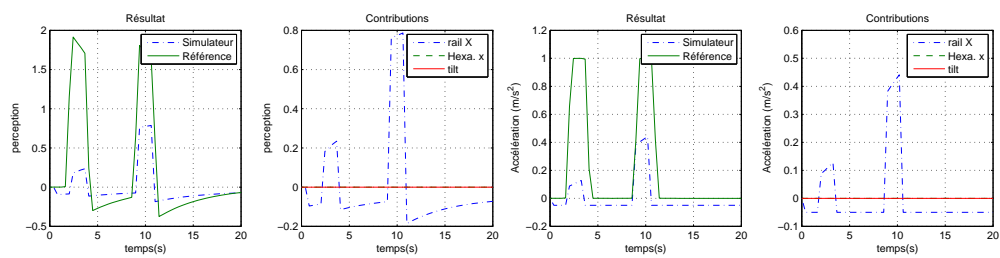 Résultat
2
1.5
1
0.5
0
−0.5
0 5 10 15 20
perception
temps(s)
Simulateur
Référence
Contributions
0.8
0.6
0.4
0.2
0
−0.2
0 5 10 15 20
perception
temps(s)
rail X
Hexa. x
tilt
Résultat
1.2
1
0.8
0.6
0.4
0.2
0
−0.2
0 5 10 15 20
Accélération (m/s²)
temps(s)
Simulateur
Référence
Contributions
0.6
0.5
0.4
0.3
0.2
0.1
0
−0.1
0 5 10 15 20
Accélération (m/s²)
temps(s)
rail X
Hexa. x
tilt